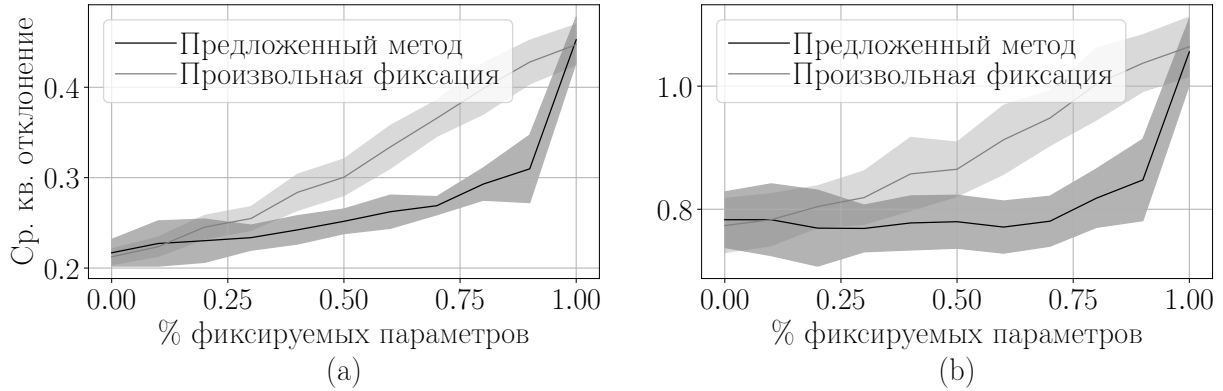 Ср. кв. отклонение
0.4
0.3
0.2
Предложенный метод
Произвольная фиксация
0.00 0.25 0.50 0.75 1.00
% фиксируемых параметров
(a)
1.0
0.8
Предложенный метод
Произвольная фиксация
0.00 0.25 0.50 0.75 1.00
% фиксируемых параметров
(b)